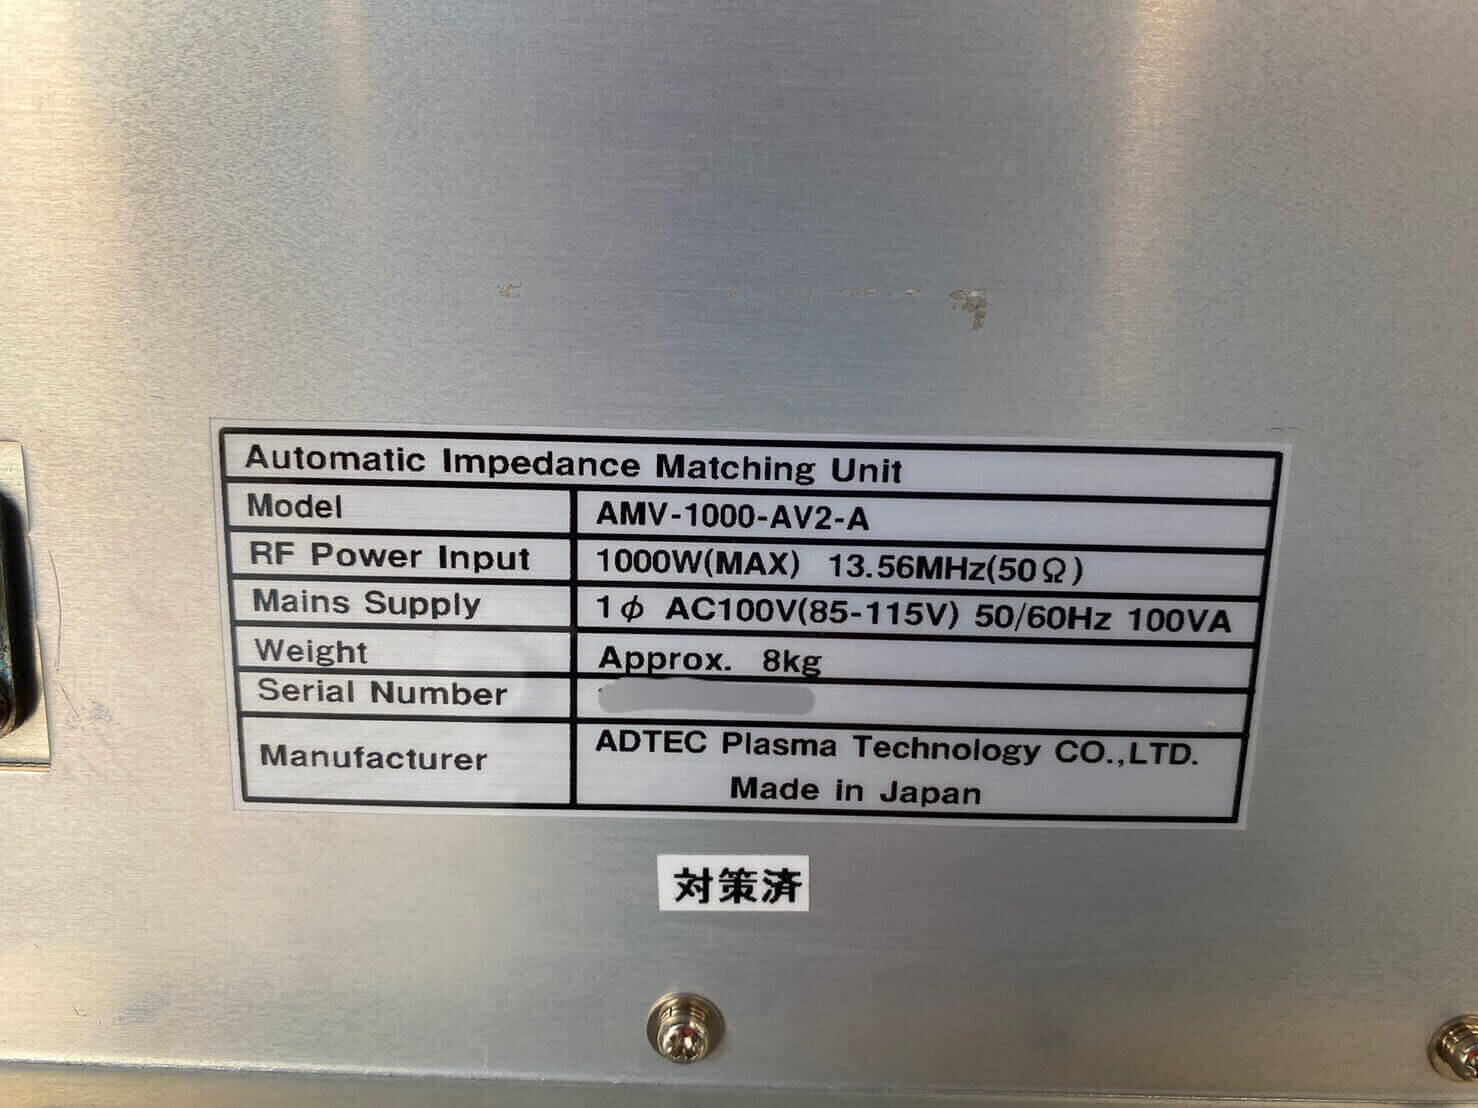 Automatic Impedance Matching Unit
Model AMV-1000-AV2-A
RF Power Input 1000W(MAX) 13.56MHz(50Ω)
Mains Supply 1φ AC100V(85-115V) 50/60Hz 100VA
Weight Approx. 8kg
Serial Number
Manufacturer ADTEC Plasma Technology CO.,LTD.
Made in Japan
対策済